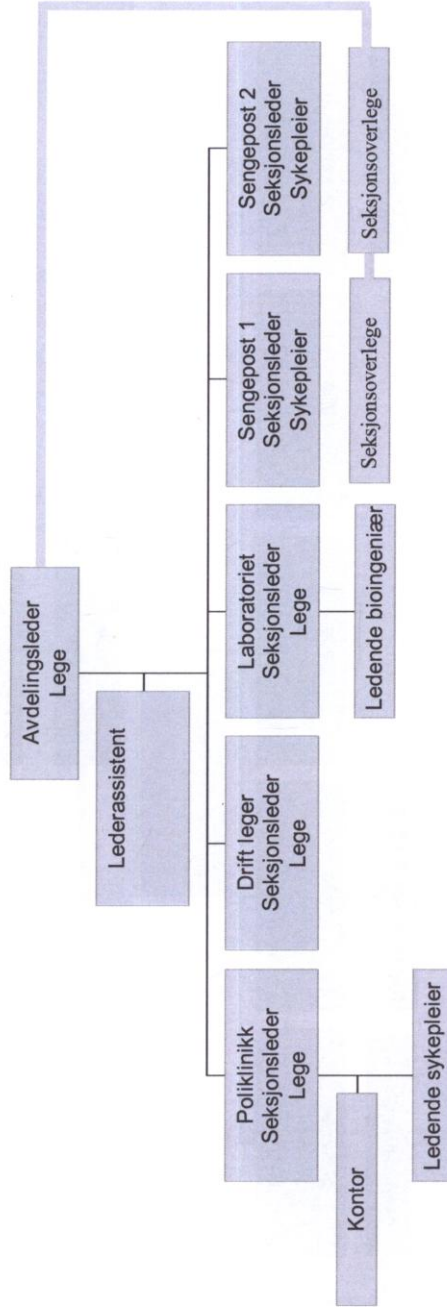 Avdelingsleder
Lege
Lederassistent
Poliklinikk
Seksjonsleder
Lege
Drift leger
Seksjonsleder
Lege
Laboratoriet
Seksjonsleder
Lege
Sengepost 1
Seksjonsleder
Sykepleier
Sengepost 2
Seksjonsleder
Sykepleier
Kontor
Ledende sykepleier
Ledende bioingeniær
Seksjonsoverlege
Seksjonsoverlege